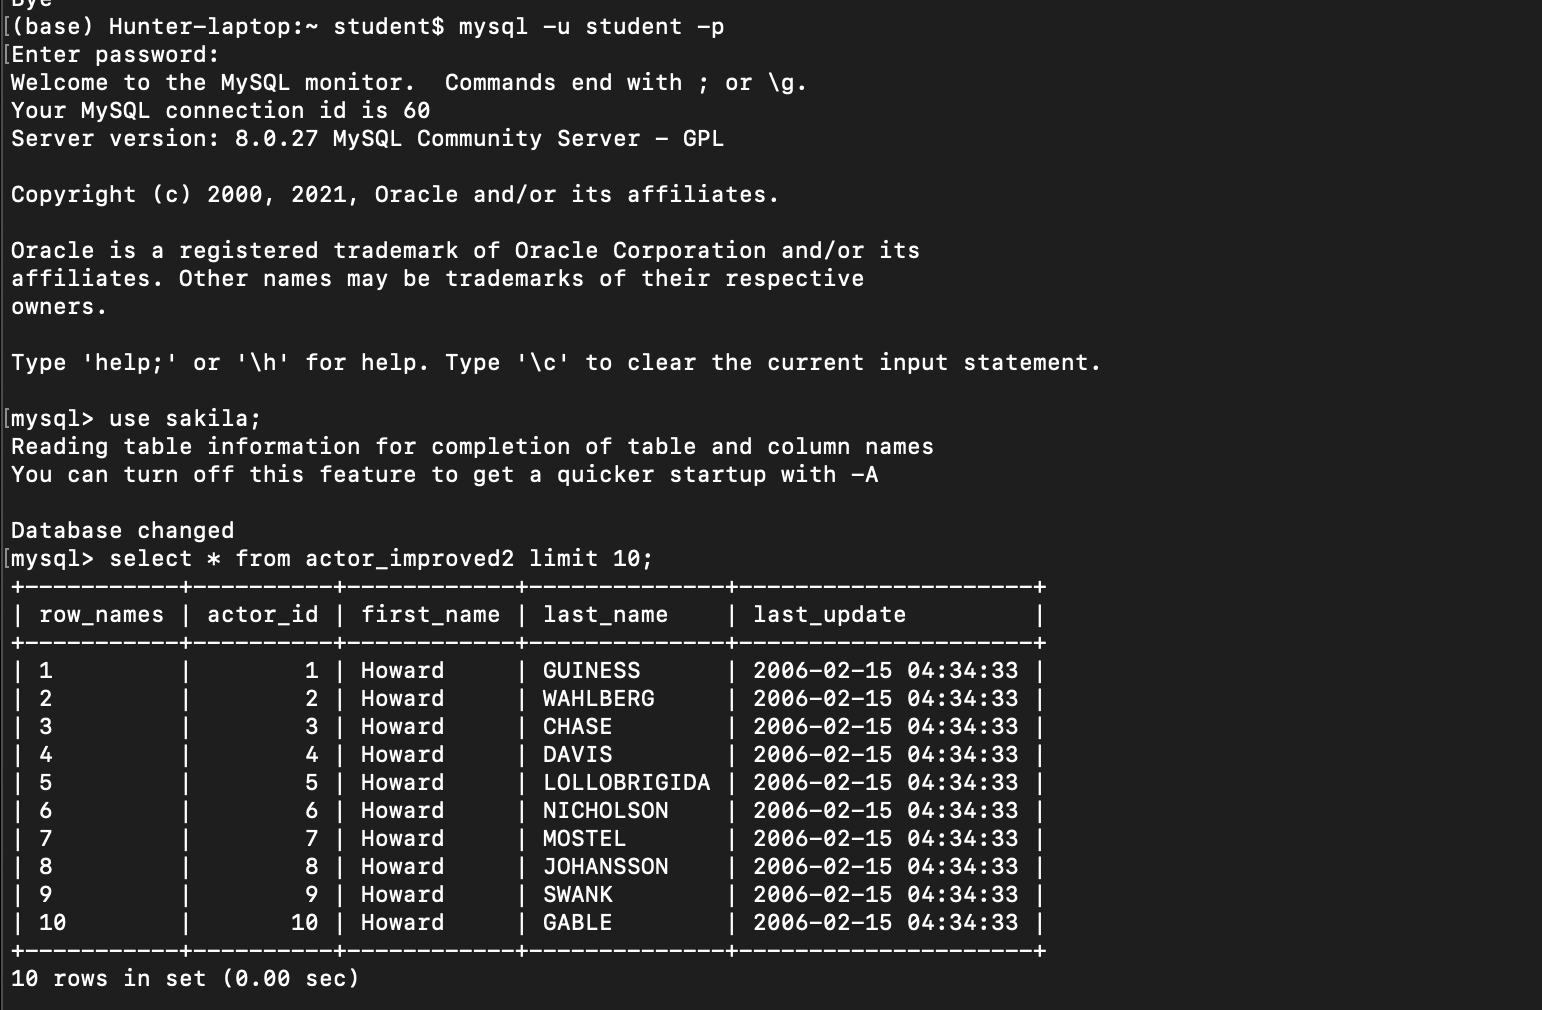 Bye
[(base) Hunter-laptop:~ student$ mysql -u student -p
[Enter password:
Welcome to the MySQL monitor.  Commands end with ; or \g.
Your MySQL connection id is 60
Server version: 8.0.27 MySQL Community Server - GPL

Copyright (c) 2000, 2021, Oracle and/or its affiliates.

Oracle is a registered trademark of Oracle Corporation and/or its
affiliates. Other names may be trademarks of their respective
owners.

Type 'help;' or '\h' for help. Type '\c' to clear the current input statement.

[mysql> use sakila;
Reading table information for completion of table and column names
You can turn off this feature to get a quicker startup with -A

Database changed
[mysql> select * from actor_improved2 limit 10;
+-----------+----------+------------+--------------+---------------------+
| row_names | actor_id | first_name | last_name    | last_update         |
+-----------+----------+------------+--------------+---------------------+
| 1         |        1 | Howard     | GUINESS      | 2006-02-15 04:34:33 |
| 2         |        2 | Howard     | WAHLBERG     | 2006-02-15 04:34:33 |
| 3         |        3 | Howard     | CHASE        | 2006-02-15 04:34:33 |
| 4         |        4 | Howard     | DAVIS        | 2006-02-15 04:34:33 |
| 5         |        5 | Howard     | LOLLOBRIGIDA | 2006-02-15 04:34:33 |
| 6         |        6 | Howard     | NICHOLSON    | 2006-02-15 04:34:33 |
| 7         |        7 | Howard     | MOSTEL       | 2006-02-15 04:34:33 |
| 8         |        8 | Howard     | JOHANSSON    | 2006-02-15 04:34:33 |
| 9         |        9 | Howard     | SWANK        | 2006-02-15 04:34:33 |
| 10        |       10 | Howard     | GABLE        | 2006-02-15 04:34:33 |
+-----------+----------+------------+--------------+---------------------+
10 rows in set (0.00 sec)